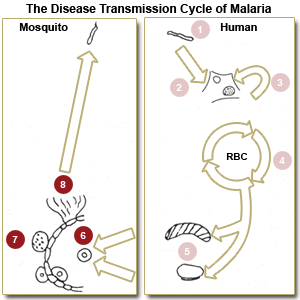 The Disease Transmission Cycle of Malaria
Mosquito
Human
1
2
3
RBC
4
8
7
6
5